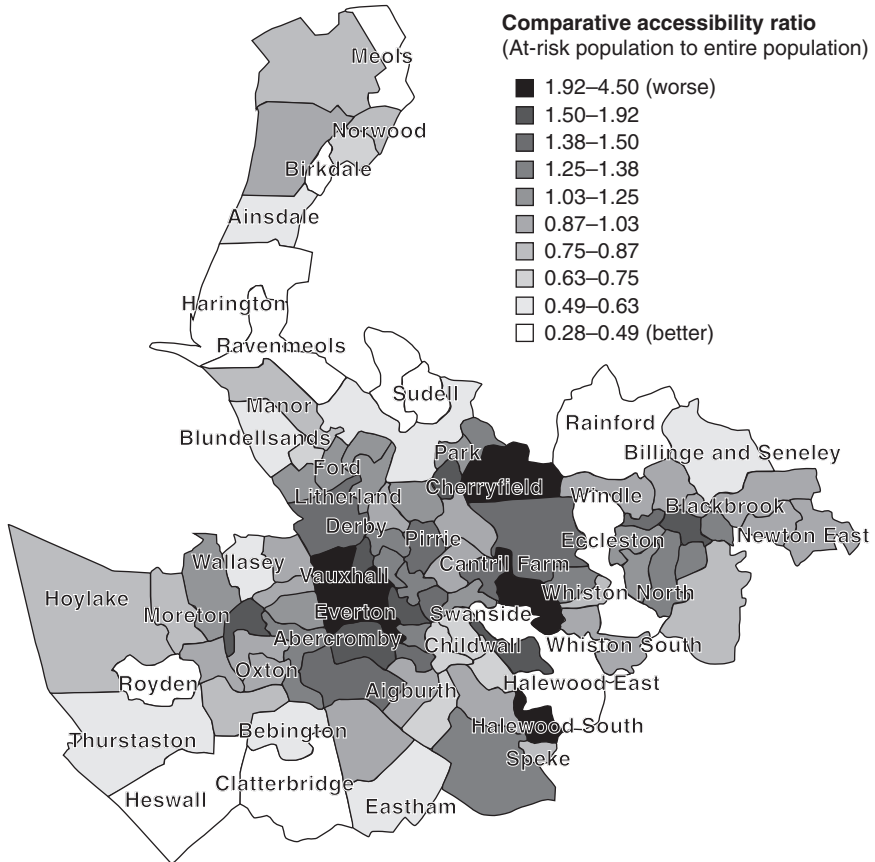 Comparative accessibility ratio
(At-risk population to entire population)
1.92–4.50 (worse)
1.50–1.92
1.38–1.50
1.25–1.38
1.03–1.25
0.87–1.03
0.75–0.87
0.63–0.75
0.49–0.63
0.28–0.49 (better)
Meols
Norwood
Birkdale
Ainsdale
Harington
Ravenmeols
Sudell
Manor
Rainford
Blundellsands
Park
Billinge and Seneley
Ford
Cherryfield
Litherland
Windle
Blackbrook
Derby
Pirrie
Eccleston
Newton East
Wallasey
Vauxhall
Cantril Farm
Hoylake
Whiston North
Moreton
Everton
Swanside
Abercromby
Childwall
Whiston South
Oxton
Royden
Aigburth
Halewood East
Halewood South
Thurstaston
Bebington
Speke
Clatterbridge
Heswall
Eastham